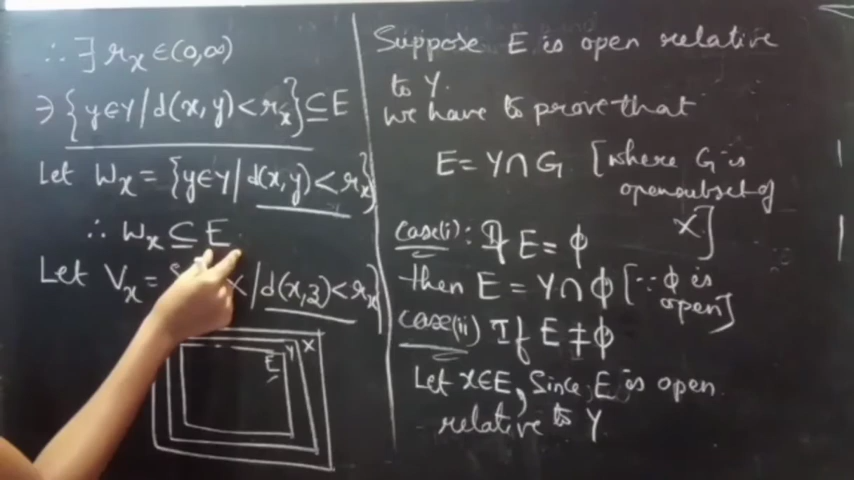 ∴ ∃ r_x ∈ (0,∞)
∋ {y∈Y / d(x,y) < r_x} ⊆ E
Let W_x = {y∈Y / d(x,y) < r_x}
∴ W_x ⊆ E
Let V_x = X / d(x,z) < r_x}
E Y X
Suppose E is open relative
to Y.
We have to prove that
E = Y ∩ G [where G is
open subset of
X]
case(i) : If E = ϕ
then E = Y ∩ ϕ [∵ ϕ is
open]
case(ii) If E ≠ ϕ
Let x∈E, Since E is open
relative to Y